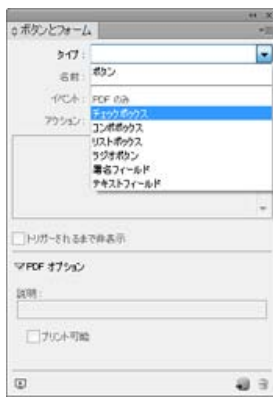 ボタンとフォーム
タイプ：
名前：
ボタン
イベント：
PDF のみ
アクション：
チェックボックス
コンボボックス
リストボックス
ラジオボタン
署名フィールド
テキストフィールド
トリガーされるまで非表示
PDF オプション
説明：
プリント可能